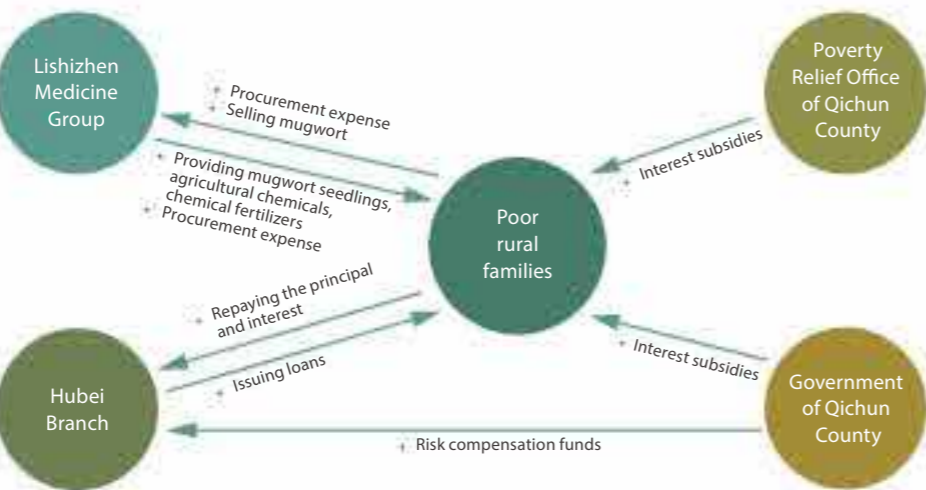 Lishizhen
Medicine
Group
Procurement expense
Selling mugwort
Providing mugwort seedlings,
agricultural chemicals,
chemical fertilizers
Procurement expense
Poverty
Relief Office
of Qichun
County
Interest subsidies
Poor
rural
families
Repaying the principal
and interest
Issuing loans
Interest subsidies
Hubei
Branch
Government
of Qichun
County
Risk compensation funds